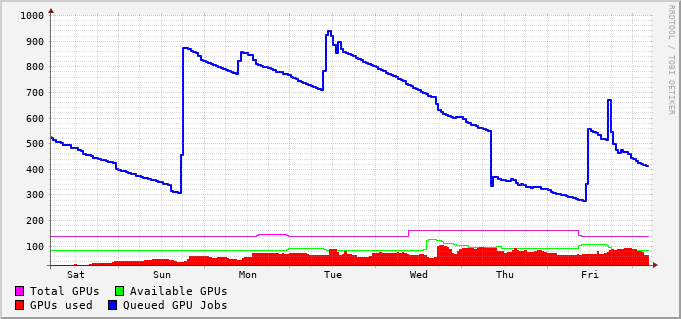 1000
900
800
700
600
500
400
300
200
100
Sat Sun Mon Tue Wed Thu Fri
RRDTOOL / TOBI OETIKER
Total GPUs Available GPUs
GPUs used Queued GPU Jobs